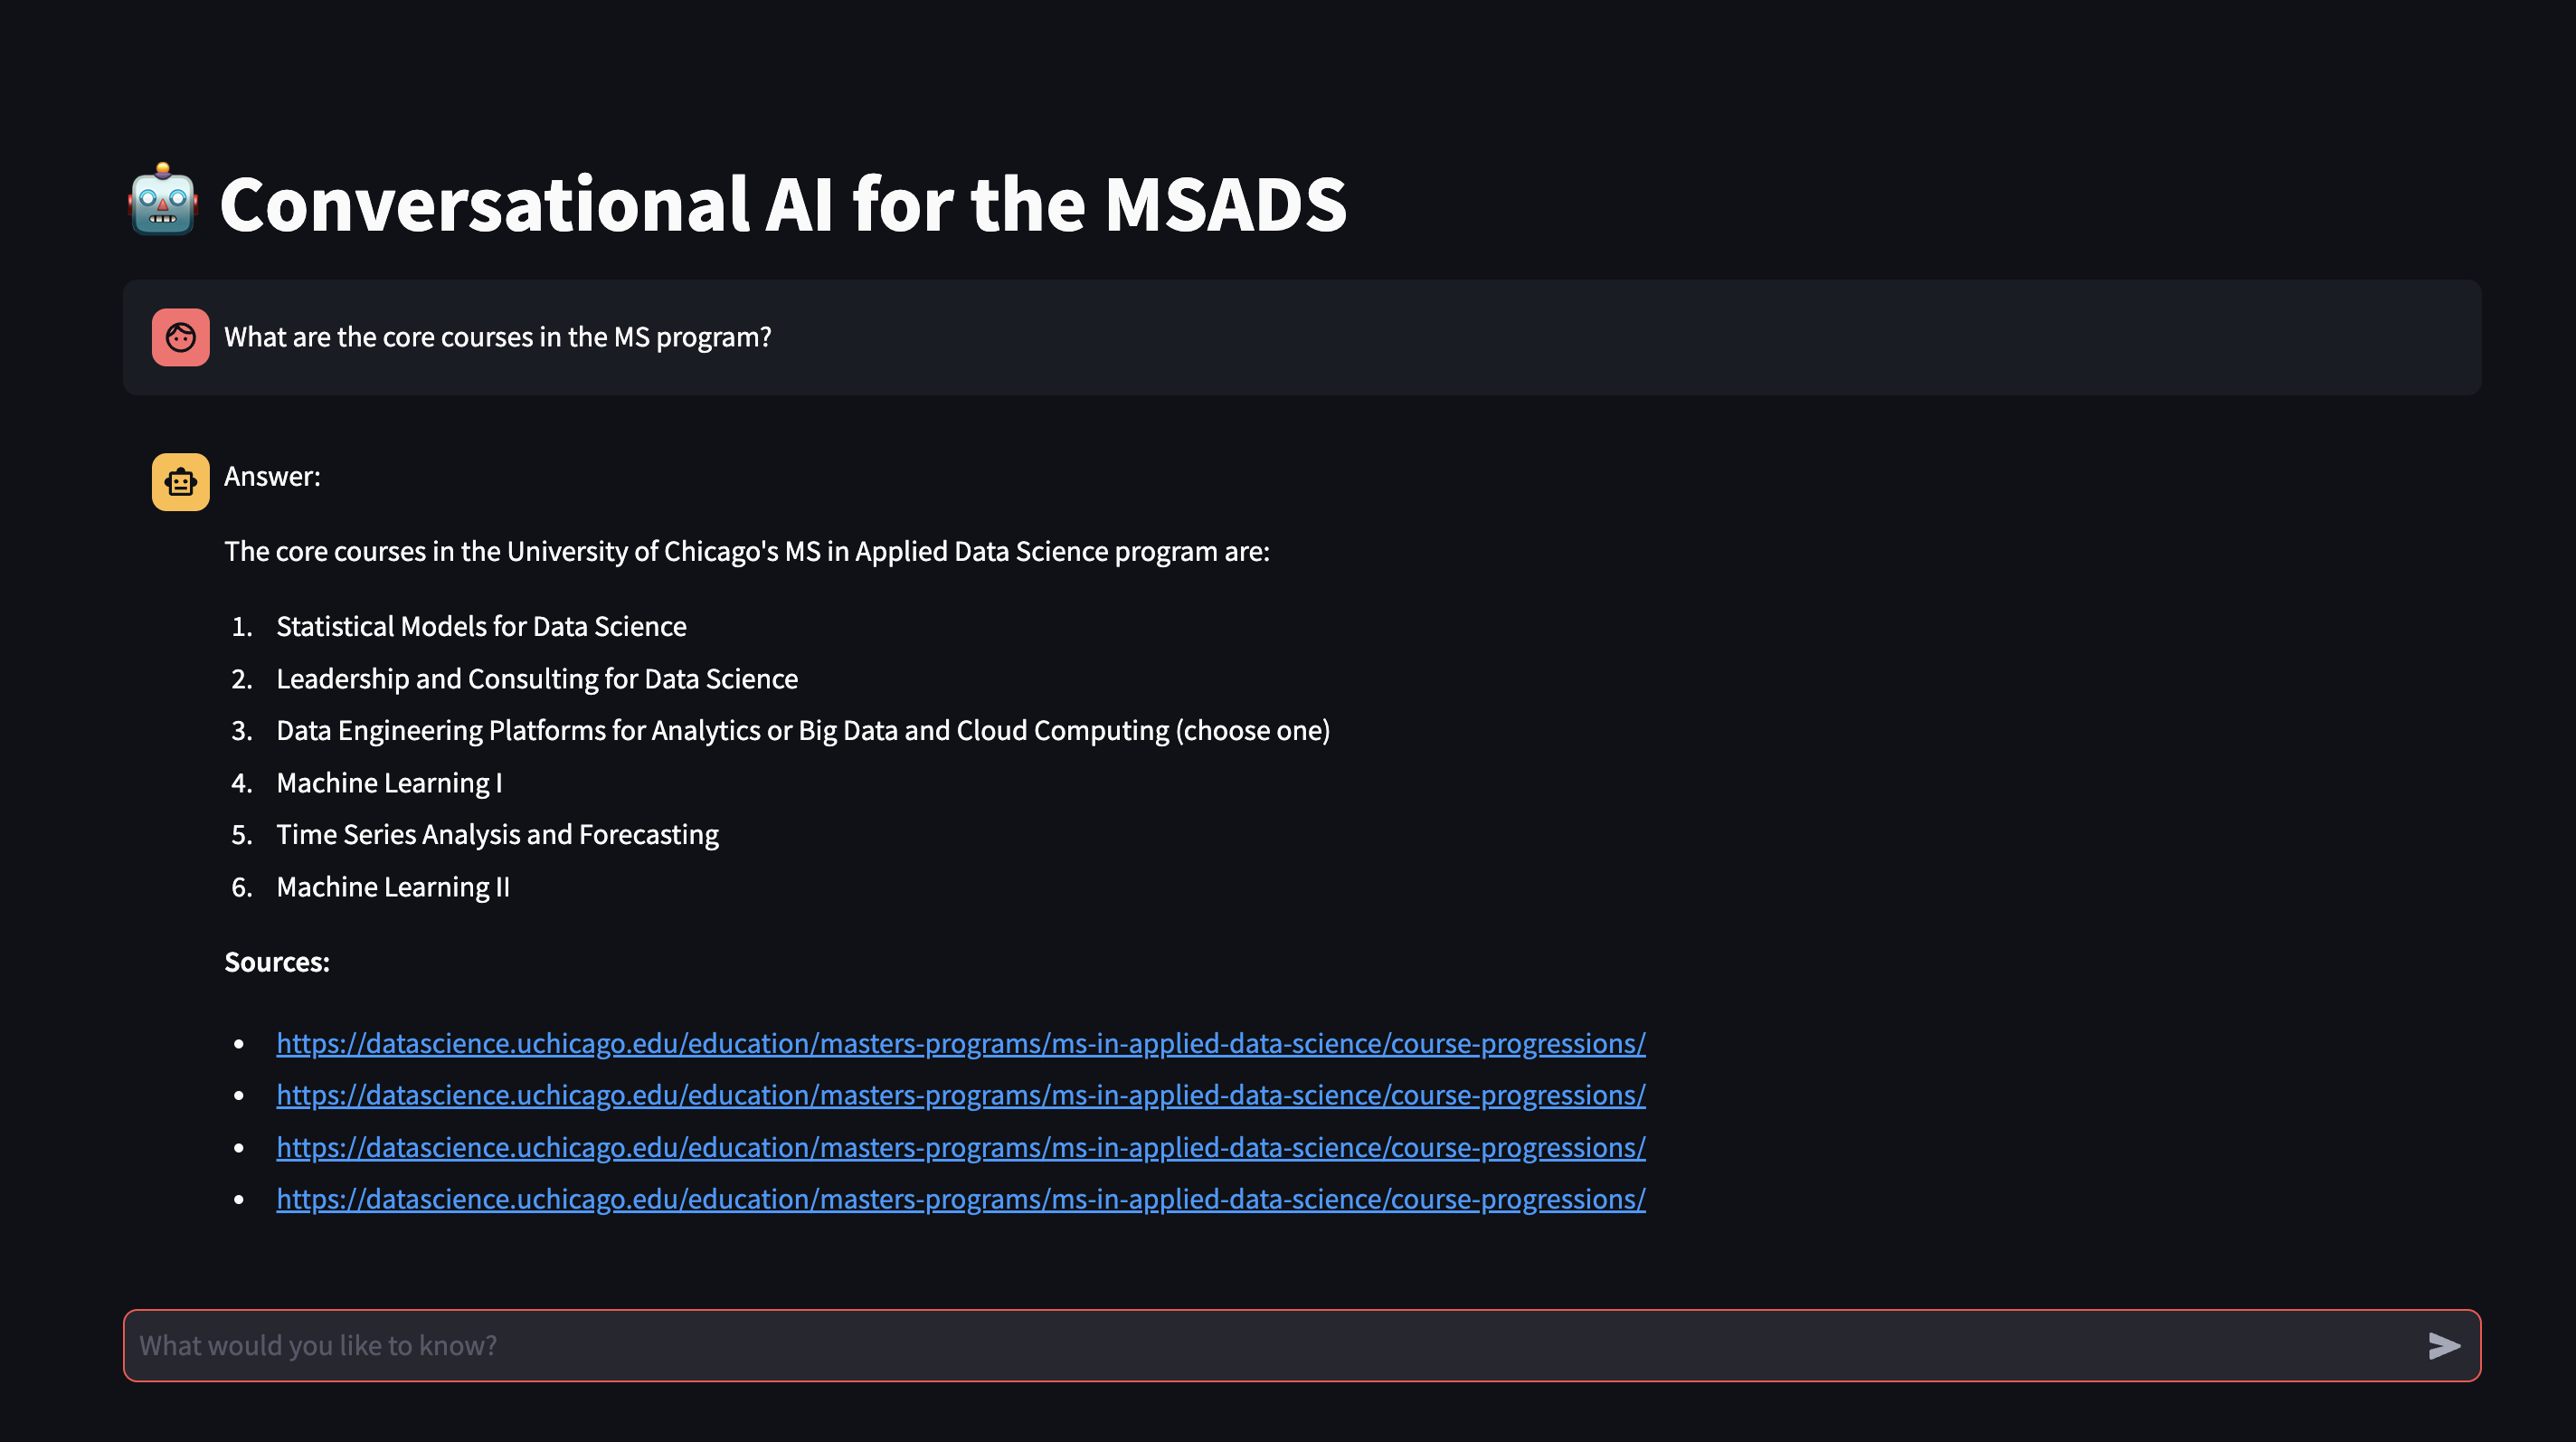 Conversational AI for the MSADS
What are the core courses in the MS program?
Answer:
The core courses in the University of Chicago's MS in Applied Data Science program are:
1. Statistical Models for Data Science
2. Leadership and Consulting for Data Science
3. Data Engineering Platforms for Analytics or Big Data and Cloud Computing (choose one)
4. Machine Learning I
5. Time Series Analysis and Forecasting
6. Machine Learning II
Sources:
• https://datascience.uchicago.edu/education/masters-programs/ms-in-applied-data-science/course-progressions/
• https://datascience.uchicago.edu/education/masters-programs/ms-in-applied-data-science/course-progressions/
• https://datascience.uchicago.edu/education/masters-programs/ms-in-applied-data-science/course-progressions/
• https://datascience.uchicago.edu/education/masters-programs/ms-in-applied-data-science/course-progressions/
What would you like to know?